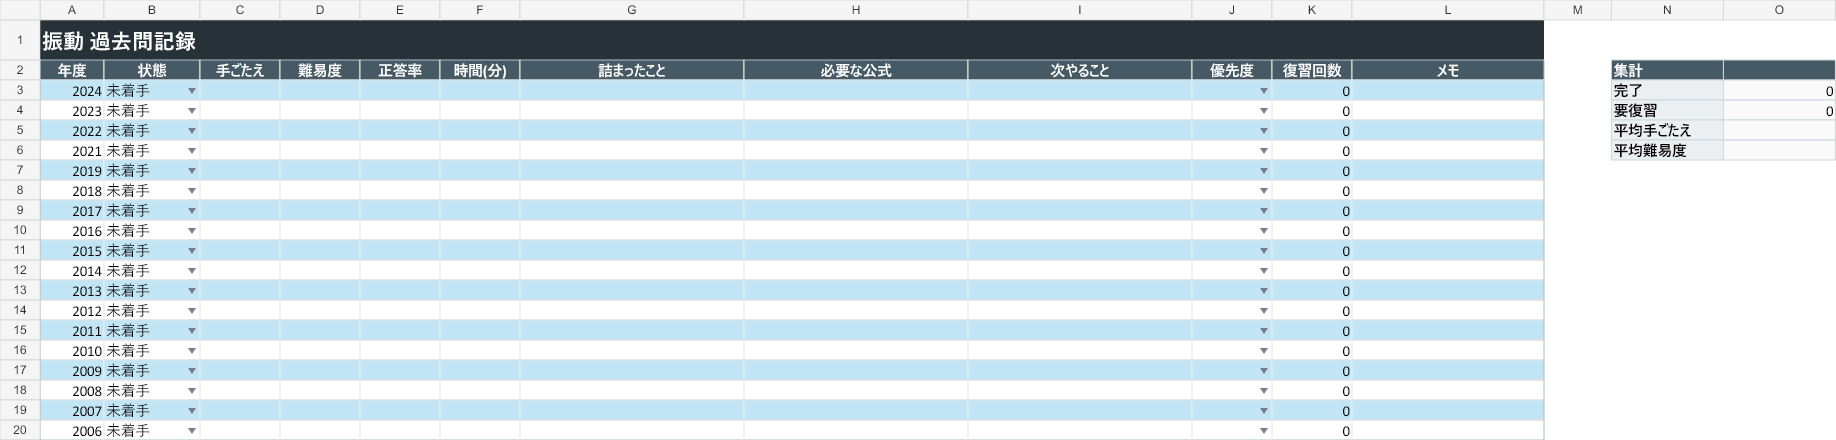 A B C D E F G H I J K L M N O
1 振動 過去問記録
2 年度 状態 手ごたえ 難易度 正答率 時間(分) 詰まったこと 必要な公式 次やること 優先度 復習回数 メモ 集計
3 2024 未着手 0 完了 0
4 2023 未着手 0 要復習 0
5 2022 未着手 0 平均手ごたえ
6 2021 未着手 0 平均難易度
7 2019 未着手 0
8 2018 未着手 0
9 2017 未着手 0
10 2016 未着手 0
11 2015 未着手 0
12 2014 未着手 0
13 2013 未着手 0
14 2012 未着手 0
15 2011 未着手 0
16 2010 未着手 0
17 2009 未着手 0
18 2008 未着手 0
19 2007 未着手 0
20 2006 未着手 0